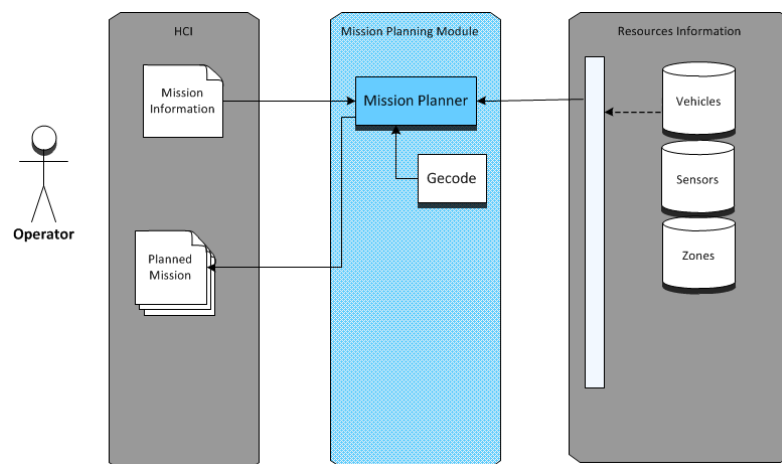 HCI
Mission Planning Module
Resources Information
Mission
Information
Mission Planner
Vehicles
Gecode
Sensors
Operator
Planned
Mission
Zones